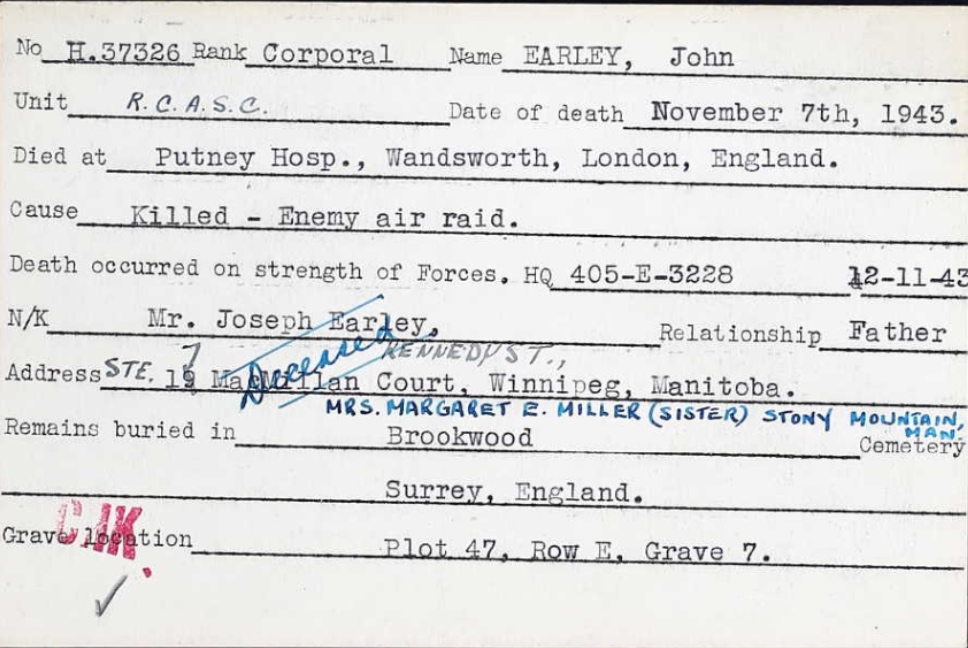 No H.37326 Rank Corporal Name EARLEY, John
Unit R.C.A.S.C. Date of death November 7th, 1943.
Died at Putney Hosp., Wandsworth, London, England.
Cause Killed - Enemy air raid.
Death occurred on strength of Forces. HQ 405-E-3228 12-11-43
N/K Mr. Joseph Earley, Relationship Father
Deceased KENNEDY ST.,
Address STE. 19 7 MacMillan Court, Winnipeg, Manitoba.
MRS. MARGARET E. MILLER (SISTER) STONY MOUNTAIN, MAN.
Remains buried in Brookwood Cemetery
Surrey, England.
Grave location Plot 47, Row E, Grave 7.